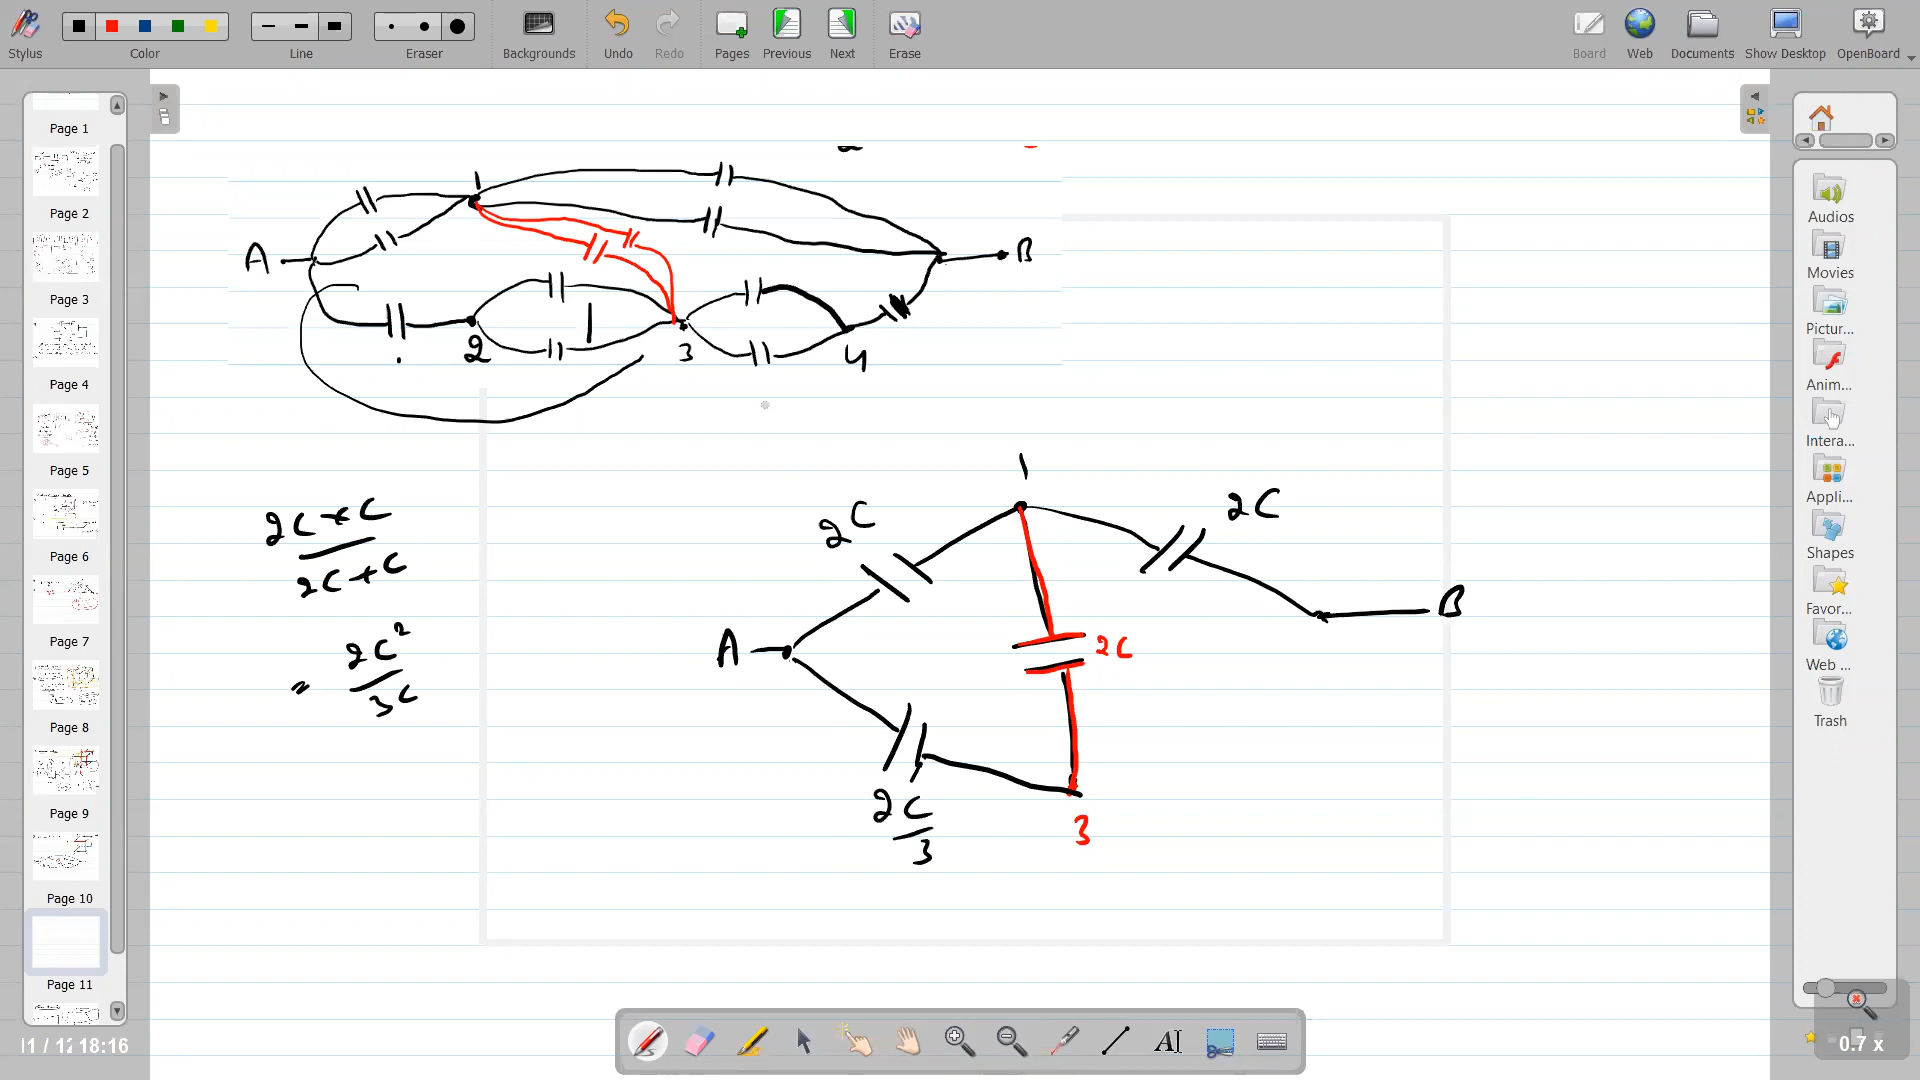 Stylus
Color
Line
Eraser
Backgrounds
Undo
Redo
Pages
Previous
Next
Erase
Board
Web
Documents
Show Desktop
OpenBoard
Page 1
Page 2
Page 3
Page 4
Page 5
Page 6
Page 7
Page 8
Page 9
Page 10
Page 11
11 / 12 18:16
Audios
Movies
Pictur...
Anim...
Intera...
Appli...
Shapes
Favor...
Web ...
Trash
0.7 x
1
A
B
2
3
4
2C × C
2C + C
= 2C²
3C
1
2C
2C
A
B
2C
2C
3
3